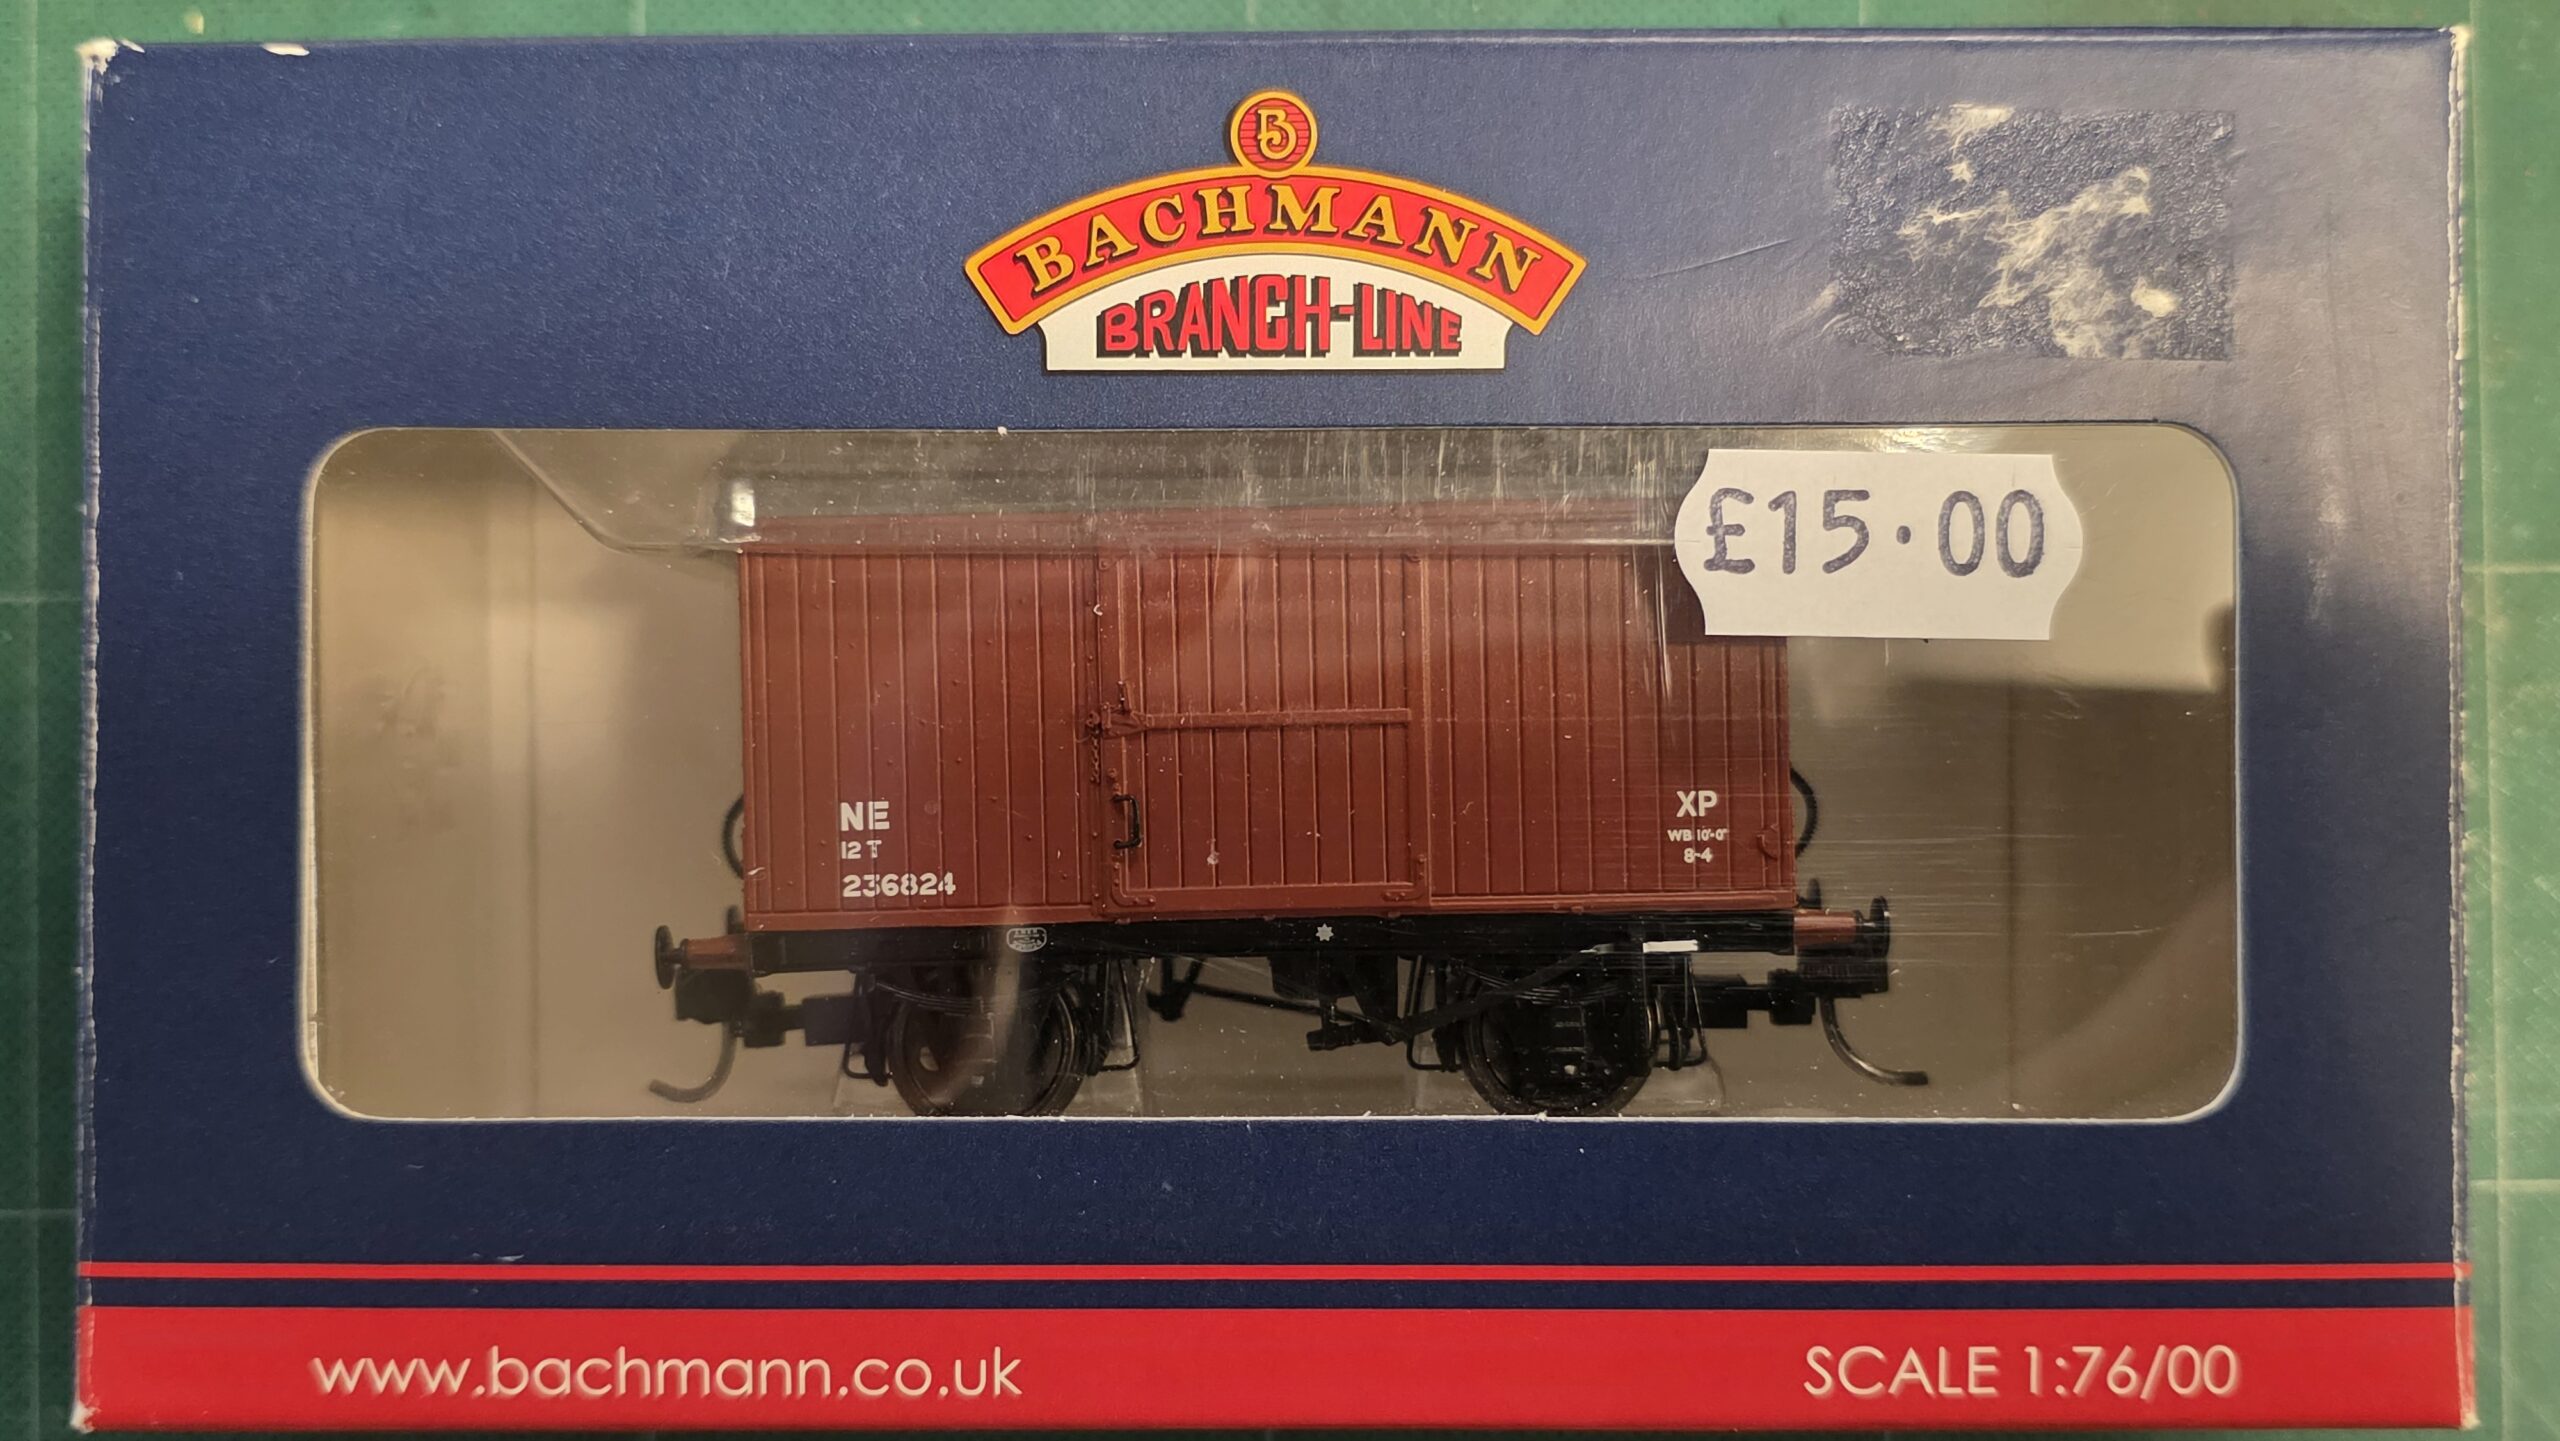 B
BACHMANN
BRANCH-LINE
£15.00
NE
12 T
236824
XP
WB 10'-0"
8-4
www.bachmann.co.uk
SCALE 1:76/00